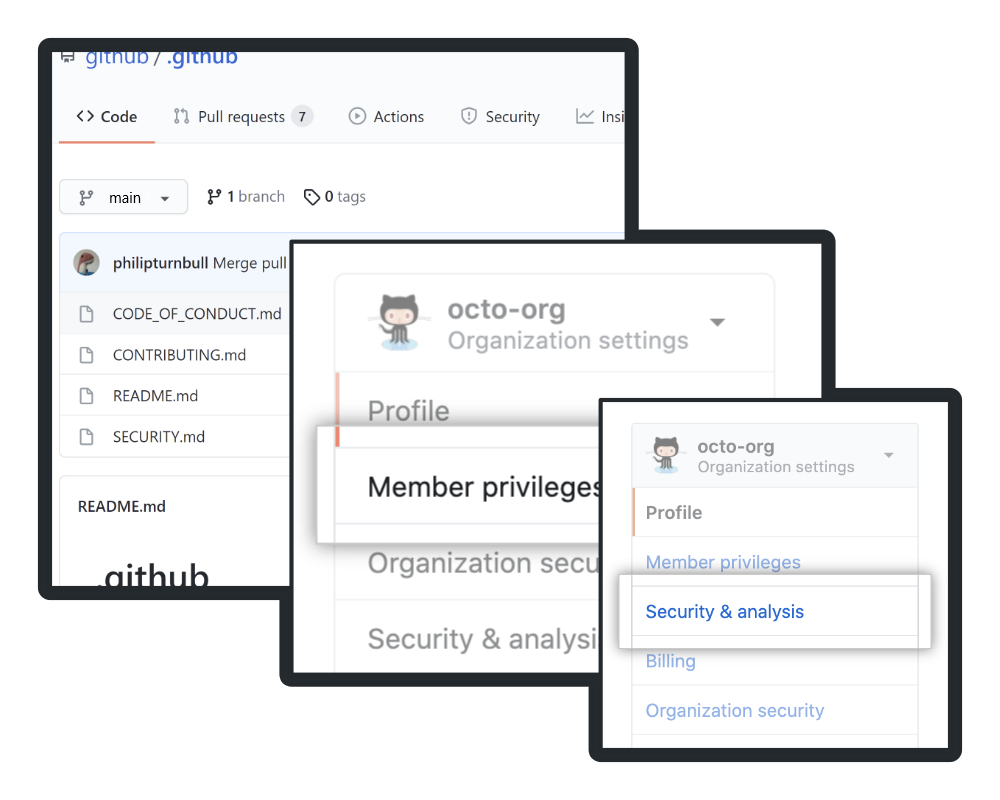 github / .github
Code Pull requests 7 Actions Security
main 1 branch 0 tags
philipturnbull Merge pull
CODE_OF_CONDUCT.md
CONTRIBUTING.md
README.md
SECURITY.md
README.md
.github
octo-org
Organization settings
Profile
Member privileges
Organization secu
Security & analysi
octo-org
Organization settings
Profile
Member privileges
Security & analysis
Billing
Organization security